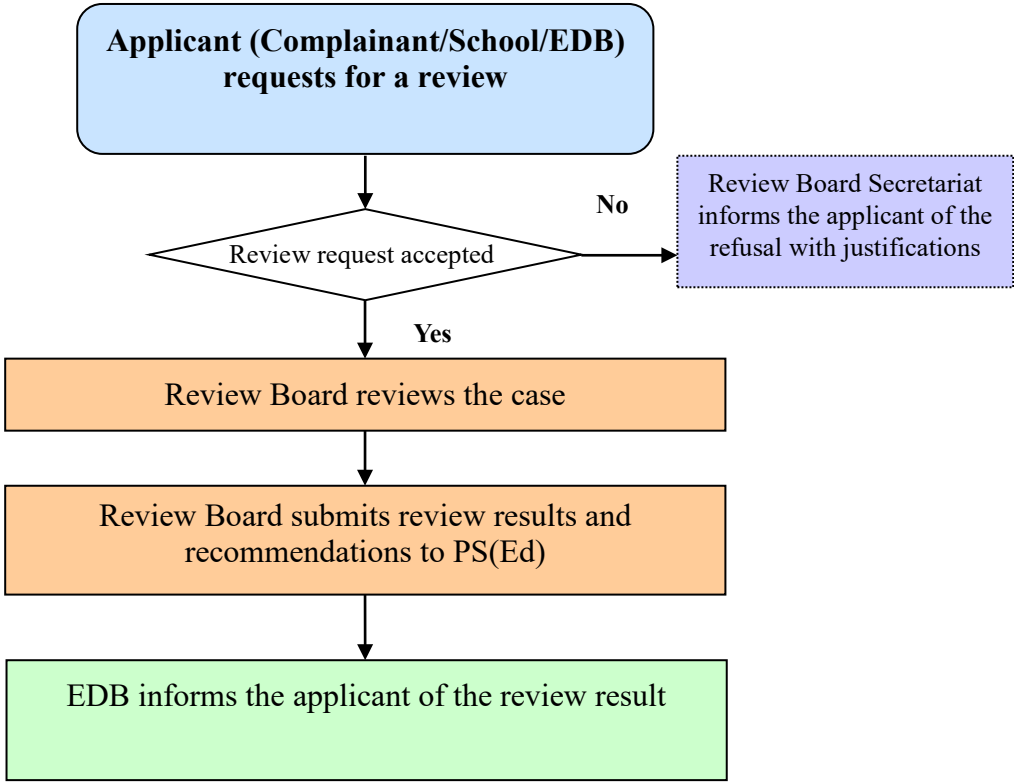 Applicant (Complainant/School/EDB)
requests for a review
Review Board Secretariat
informs the applicant of the
refusal with justifications
No
Review request accepted
Yes
Review Board reviews the case
Review Board submits review results and
recommendations to PS(Ed)
EDB informs the applicant of the review result